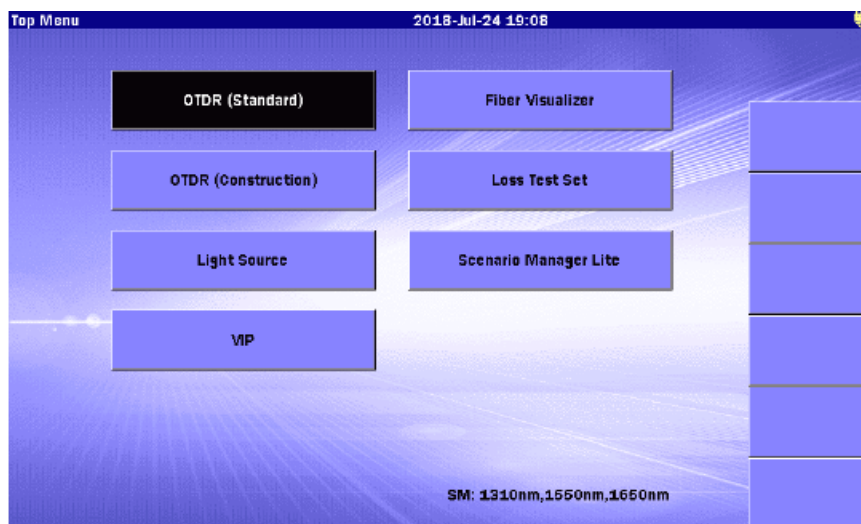 Top Menu 2018-Jul-24 19:08
OTDR (Standard) Fiber Visualizer
OTDR (Construction) Loss Test Set
Light Source Scenario Manager Lite
VIP
SM: 1310nm,1550nm,1650nm